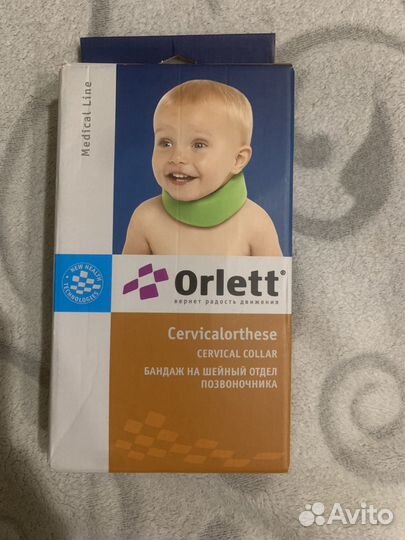 Medical Line
NEW HEALTH
TECHNOLOGIES
Orlett®
вернет радость движения
Cervicalorthese
CERVICAL COLLAR
БАНДАЖ НА ШЕЙНЫЙ ОТДЕЛ
ПОЗВОНОЧНИКА
Avito